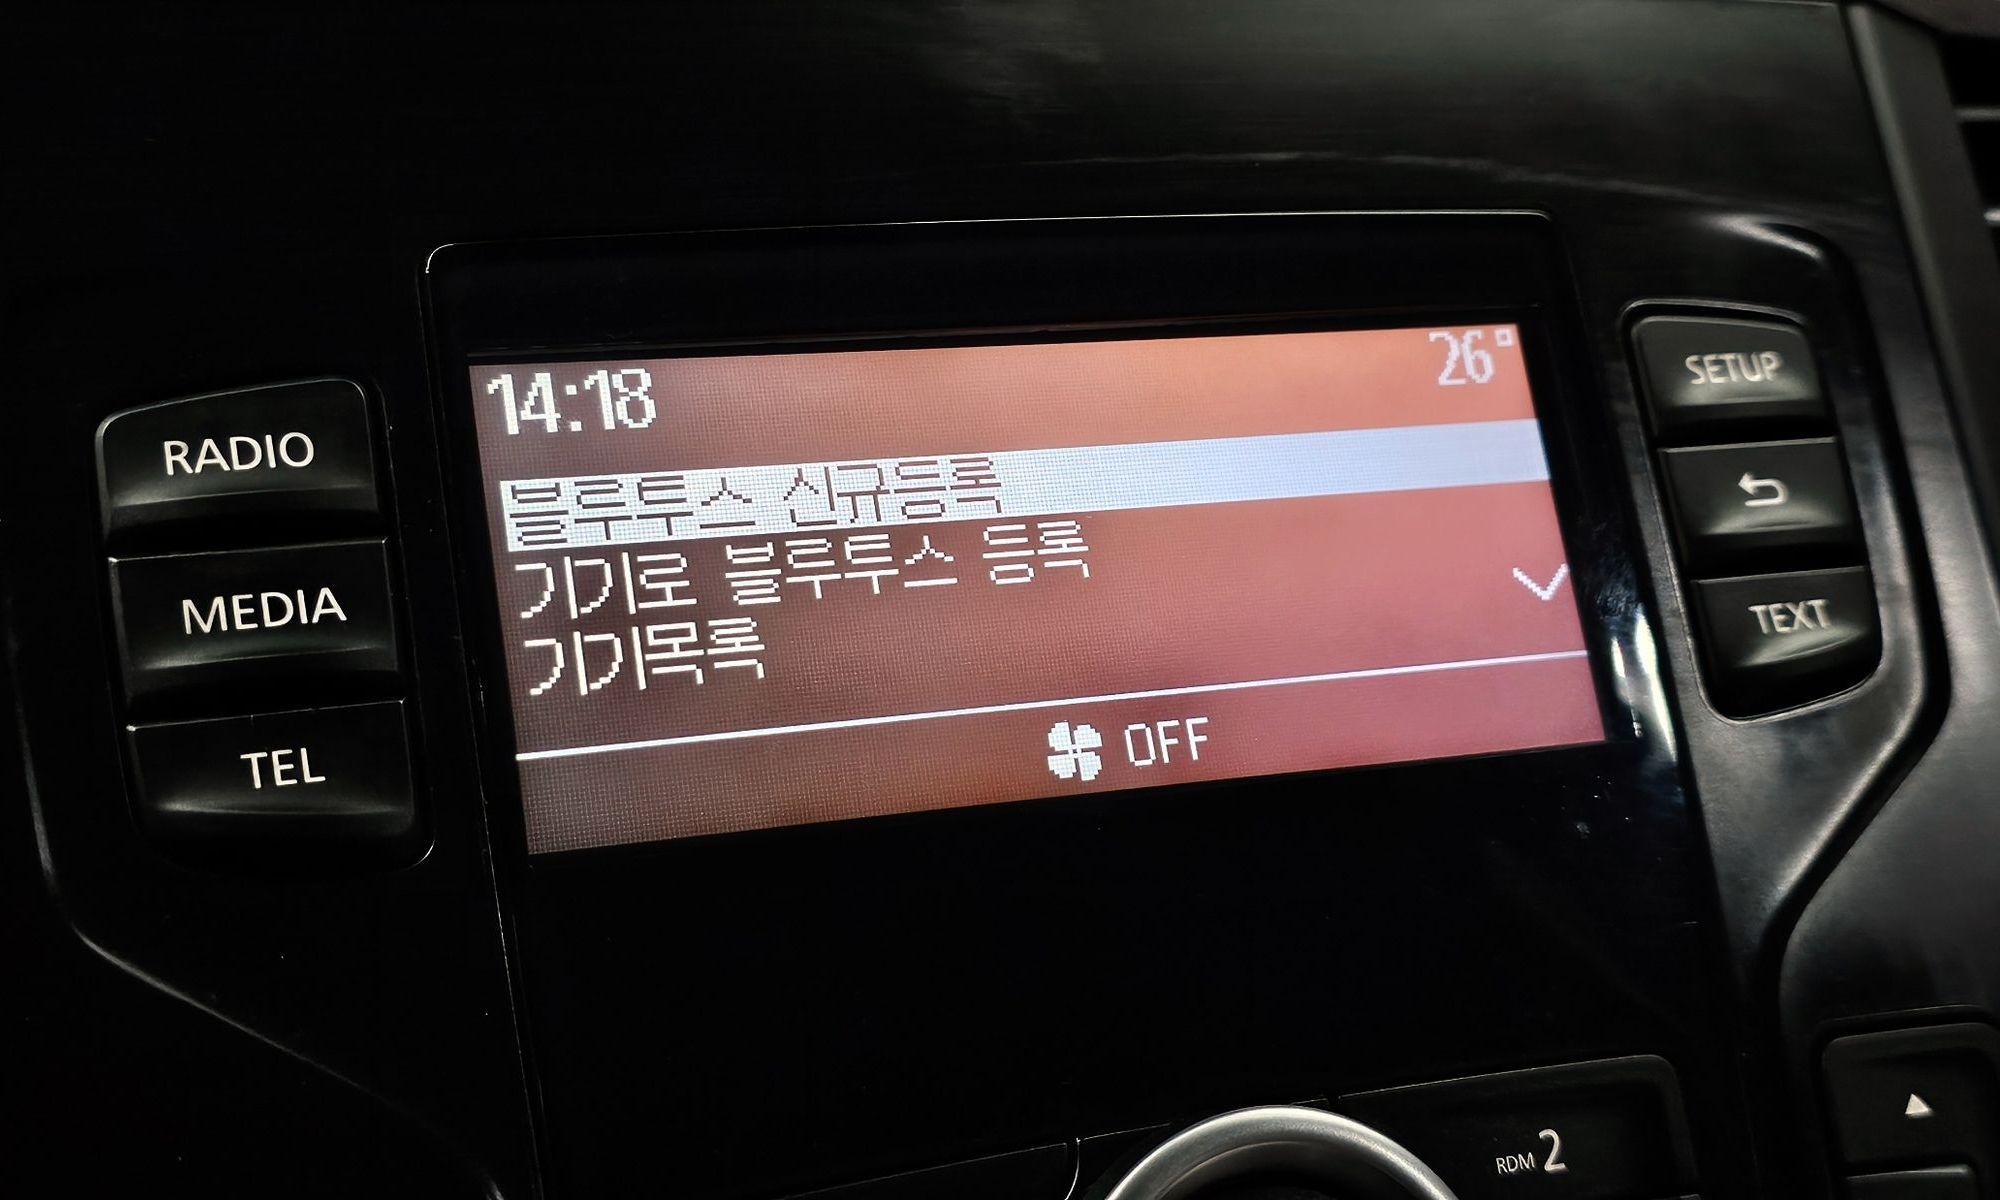 14:18
26°
블루투스 신규등록
기기로 블루투스 등록
기기목록
OFF
RADIO
MEDIA
TEL
SETUP
TEXT
RDM 2